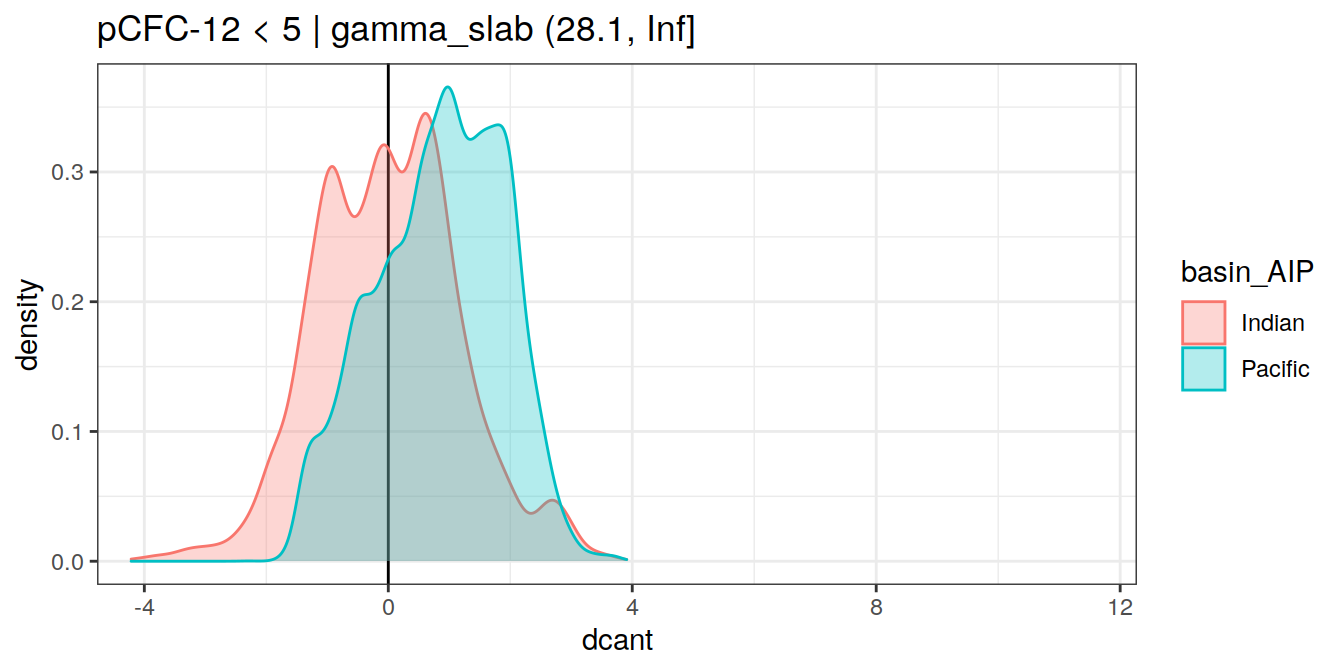 pCFC-12 < 5 | gamma_slab (28.1, Inf]
density
0.3
0.2
0.1
0.0
-4
0
4
8
12
dcant
basin_AIP
Indian
Pacific